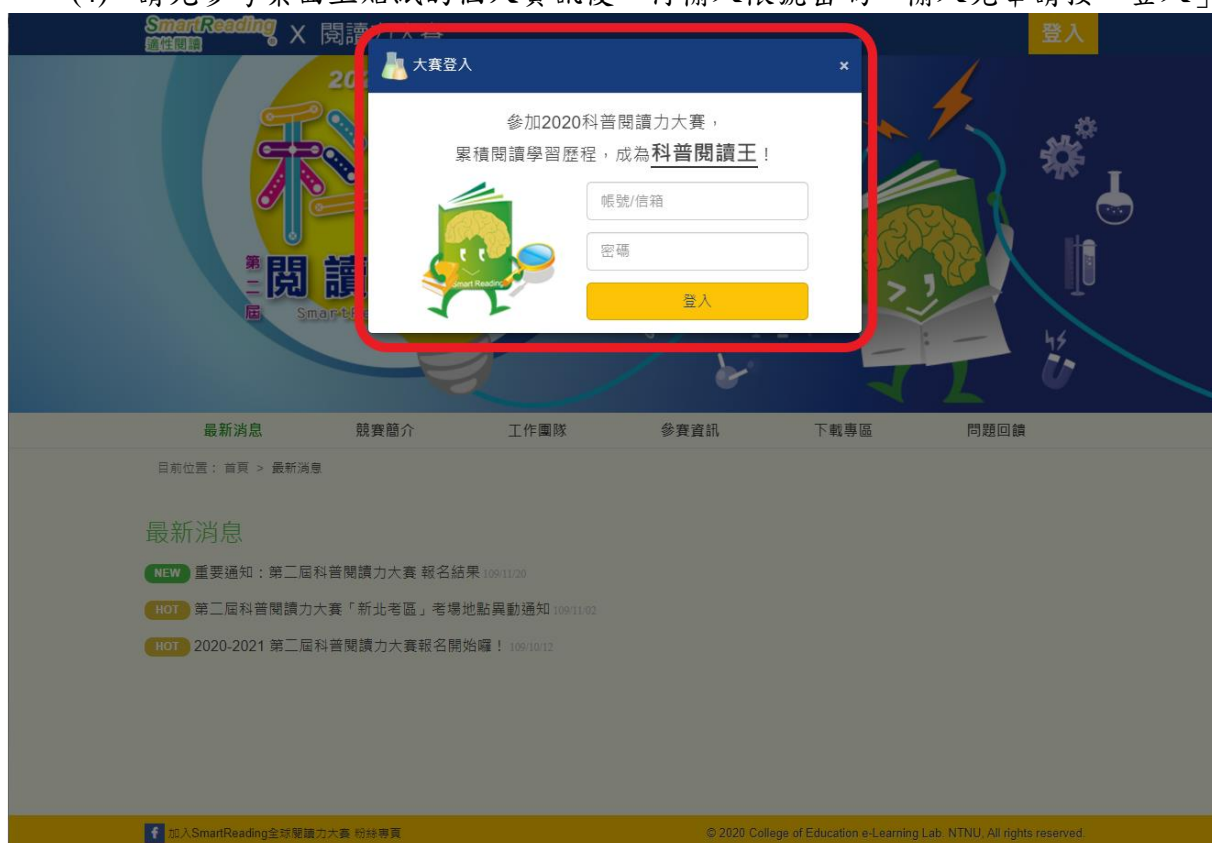 SmartReading
適性閱讀
X 閱讀
登入
大賽登入
×
參加2020科普閱讀力大賽，
累積閱讀學習歷程，成為科普閱讀王！
帳號/信箱
密碼
登入
Smart Reading
科
第二屆
閱讀
最新消息 競賽簡介 工作團隊 參賽資訊 下載專區 問題回饋
目前位置： 首頁 > 最新消息
最新消息
NEW 重要通知：第二屆科普閱讀力大賽 報名結果 109/11/20
HOT 第二屆科普閱讀力大賽「新北考區」考場地點異動通知 109/11/02
HOT 2020-2021 第二屆科普閱讀力大賽報名開始囉！ 109/10/12
加入SmartReading全球閱讀力大賽 粉絲專頁
© 2020 College of Education e-Learning Lab. NTNU, All rights reserved.